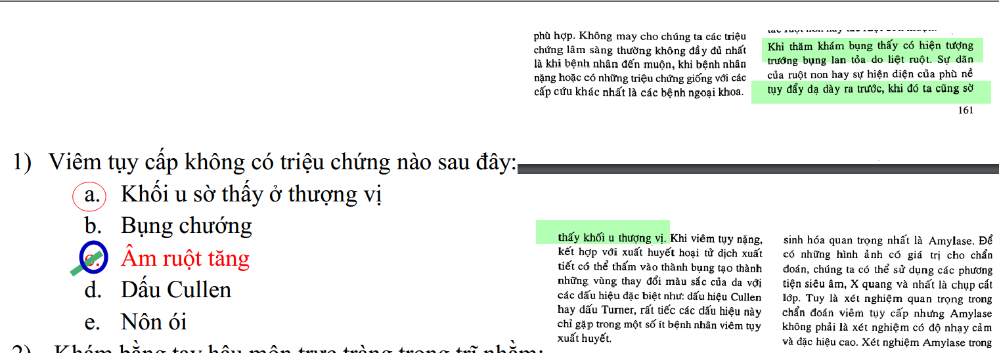 phù hợp. Không may cho chúng ta các triệu
chứng lâm sàng thường không đầy đủ nhất
là khi bệnh nhân đến muộn, khi bệnh nhân
nặng hoặc có những triệu chứng giống với các
cấp cứu khác nhất là các bệnh ngoại khoa.
Khi thăm khám bụng thấy có hiện tượng
trướng bụng lan tỏa do liệt ruột. Sự dãn
của ruột non hay sự hiện diện của phù nề
tụy đẩy dạ dày ra trước, khi đó ta cũng sờ
161
1) Viêm tụy cấp không có triệu chứng nào sau đây:
a. Khối u sờ thấy ở thượng vị
b. Bụng chướng
c. Âm ruột tăng
d. Dấu Cullen
e. Nôn ói
2) Khám bằng tay hậu môn trực tràng trong trĩ nhằm:
thấy khối u thượng vị. Khi viêm tụy nặng,
kết hợp với xuất huyết hoại tử dịch xuất
tiết có thể thấm vào thành bụng tạo thành
những vùng thay đổi màu sắc của da với
các dấu hiệu đặc biệt như: dấu hiệu Cullen
hay dấu Turner, rất tiếc các dấu hiệu này
chỉ gặp trong một số ít bệnh nhân viêm tụy
xuất huyết.
sinh hóa quan trọng nhất là Amylase. Để
có những hình ảnh có giá trị cho chẩn
đoán, chúng ta có thể sử dụng các phương
tiện siêu âm, X quang và nhất là chụp cắt
lớp. Tuy là xét nghiệm quan trọng trong
chẩn đoán viêm tụy cấp nhưng Amylase
không phải là xét nghiệm có độ nhạy cảm
và đặc hiệu cao. Xét nghiệm Amylase trong